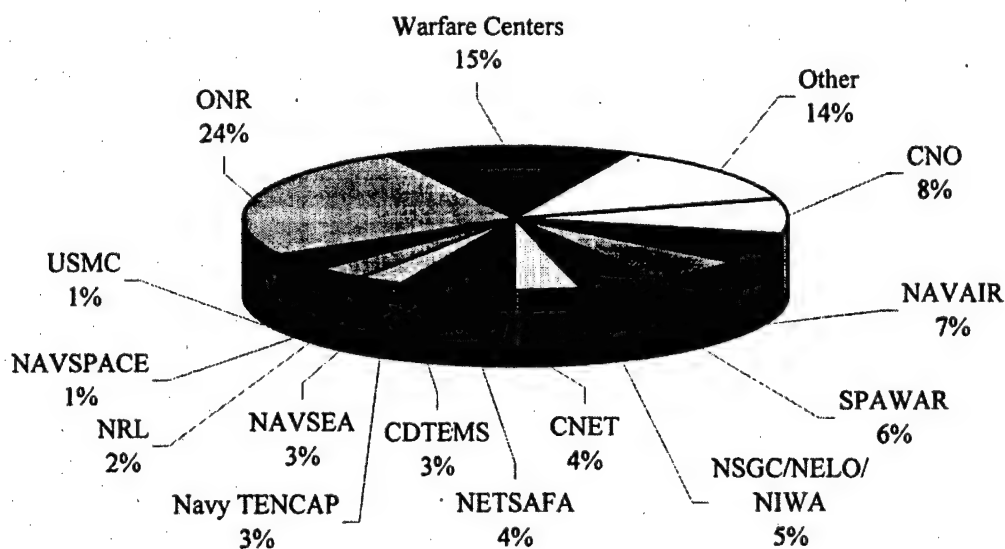 Warfare Centers
15%
Other
14%
ONR
24%
CNO
8%
USMC
1%
NAVAIR
7%
NAVSPACE
1%
SPAWAR
6%
NRL
2%
NAVSEA
3%
CDTEMS
3%
CNET
4%
NSGC/NELO/
NIWA
5%
Navy TENCAP
3%
NETSAFA
4%